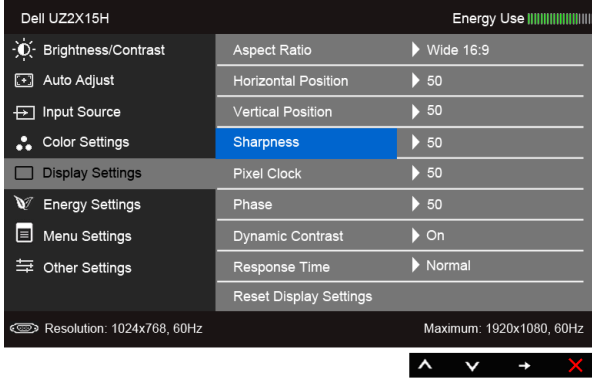 Dell UZ2X15H Energy Use
Brightness/Contrast Aspect Ratio Wide 16:9
Auto Adjust Horizontal Position 50
Input Source Vertical Position 50
Color Settings Sharpness 50
Display Settings Pixel Clock 50
Energy Settings Phase 50
Menu Settings Dynamic Contrast On
Other Settings Response Time Normal
Reset Display Settings
Resolution: 1024x768, 60Hz Maximum: 1920x1080, 60Hz